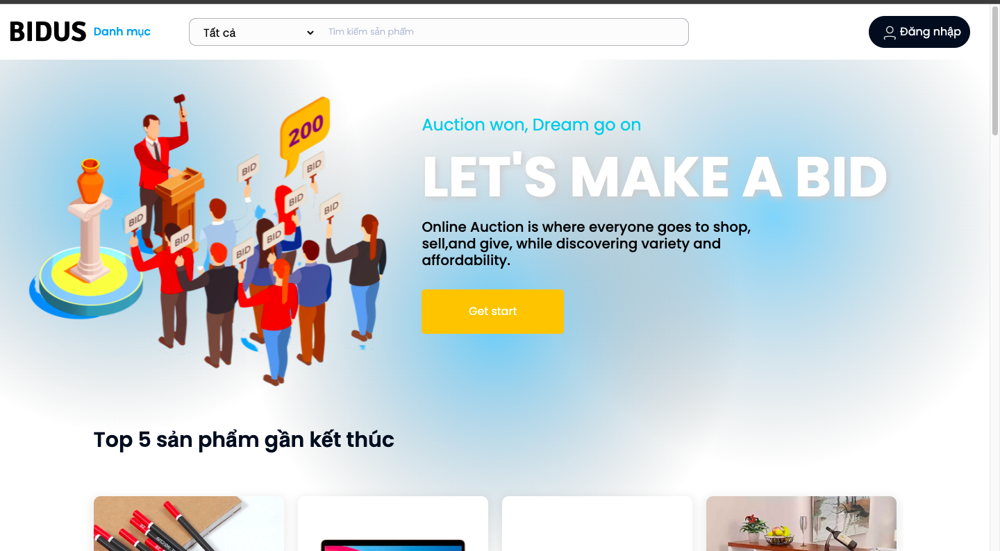 BIDUS
Danh mục
Tất cả
Tìm kiếm sản phẩm
Đăng nhập
200
BID
BID
BID
BID
BID
BID
BID
BID
Auction won, Dream go on
LET'S MAKE A BID
Online Auction is where everyone goes to shop,
sell,and give, while discovering variety and
affordability.
Get start
Top 5 sản phẩm gần kết thúc
2B
2B